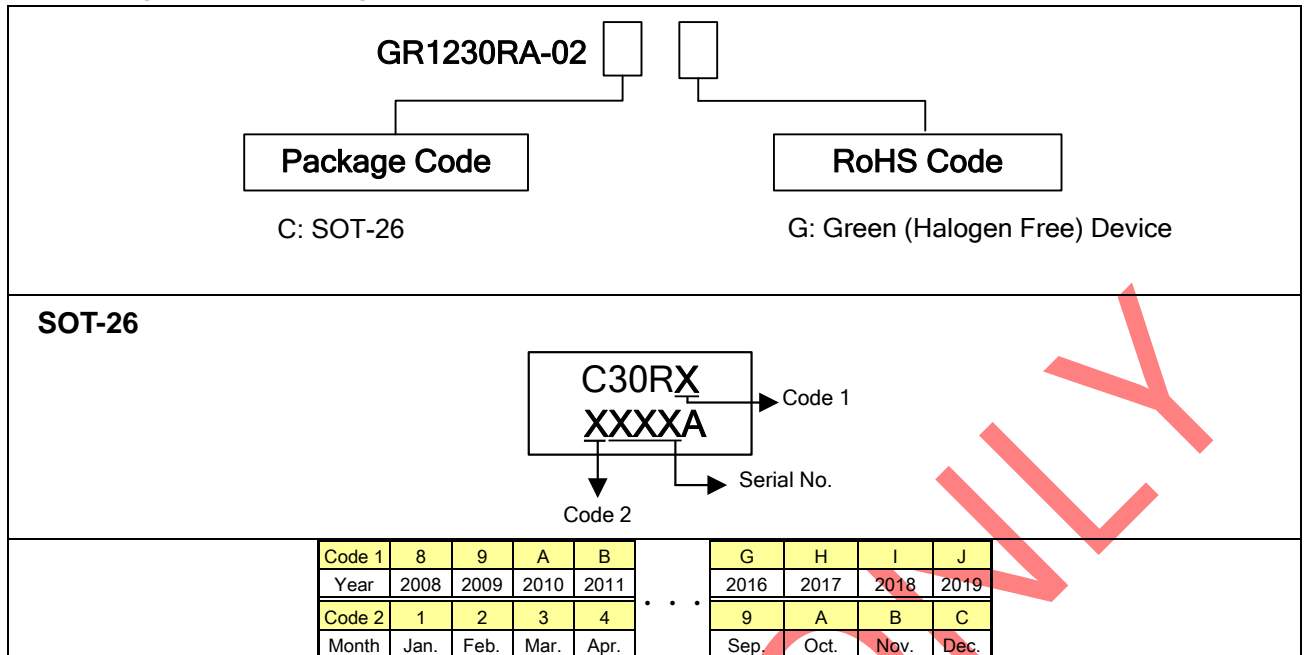 GR1230RA-02
Package Code RoHS Code
C: SOT-26 G: Green (Halogen Free) Device
SOT-26
C30RX
Code 1
XXXXA
Serial No.
Code 2
Code 1 8 9 A B G H I J
Year 2008 2009 2010 2011 . . . 2016 2017 2018 2019
Code 2 1 2 3 4 9 A B C
Month Jan. Feb. Mar. Apr. Sep. Oct. Nov. Dec.
ONLY